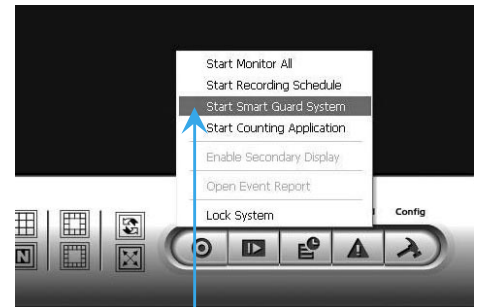 Start Monitor All
Start Recording Schedule
Start Smart Guard System
Start Counting Application
Enable Secondary Display
Open Event Report
Lock System
Config
N